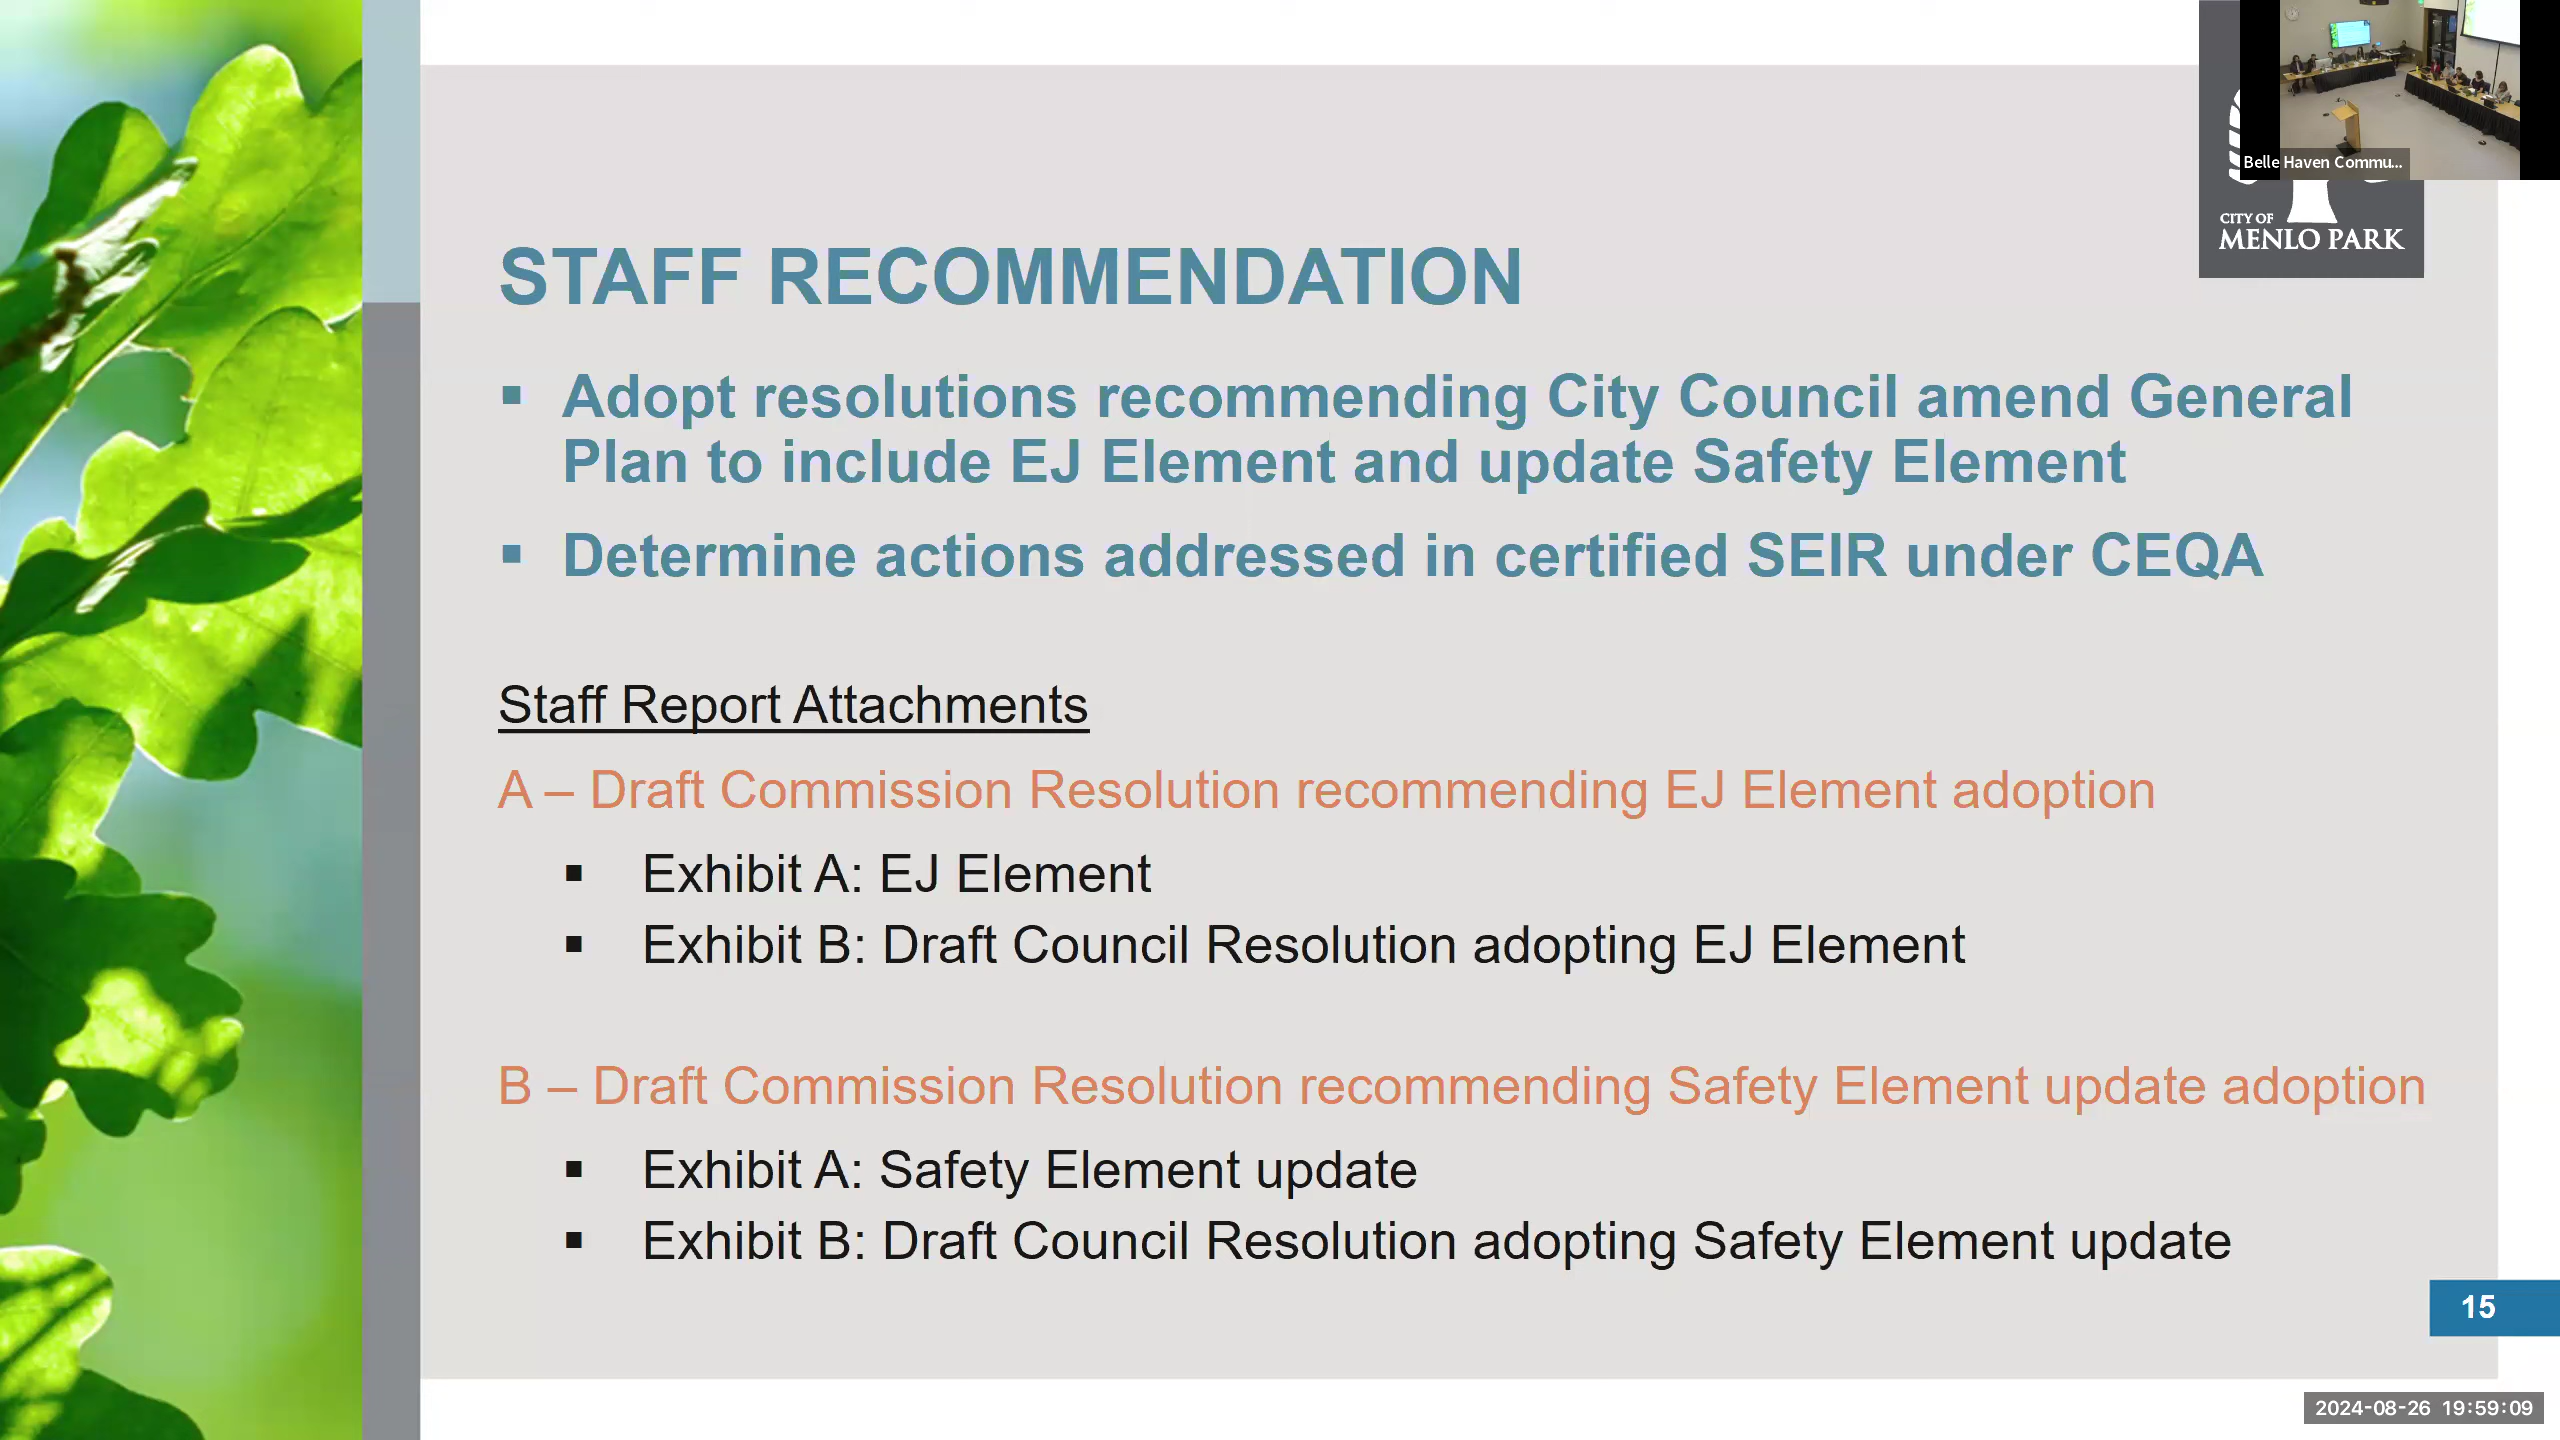 Belle Haven Commu...
CITY OF
MENLO PARK
STAFF RECOMMENDATION
▪ Adopt resolutions recommending City Council amend General
Plan to include EJ Element and update Safety Element
▪ Determine actions addressed in certified SEIR under CEQA
Staff Report Attachments
A – Draft Commission Resolution recommending EJ Element adoption
▪ Exhibit A: EJ Element
▪ Exhibit B: Draft Council Resolution adopting EJ Element
B – Draft Commission Resolution recommending Safety Element update adoption
▪ Exhibit A: Safety Element update
▪ Exhibit B: Draft Council Resolution adopting Safety Element update
15
2024-08-26 19:59:09